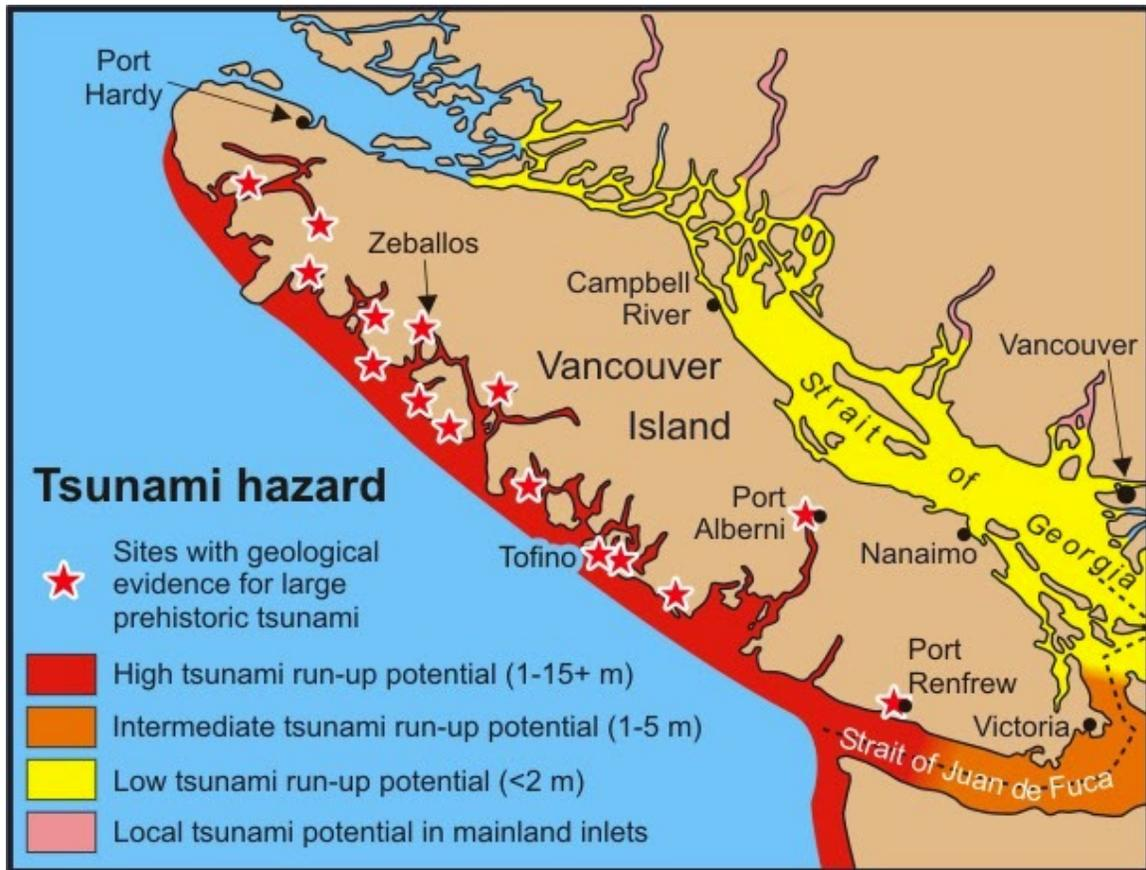 Port
Hardy
Zeballos
Campbell
River
Vancouver
Vancouver
Island
Strait
of
Georgia
Tsunami hazard
Port
Alberni
Nanaimo
Sites with geological
evidence for large
prehistoric tsunami
Tofino
High tsunami run-up potential (1-15+ m)
Port
Renfrew
Intermediate tsunami run-up potential (1-5 m)
Victoria
Strait of Juan de Fuca
Low tsunami run-up potential (<2 m)
Local tsunami potential in mainland inlets